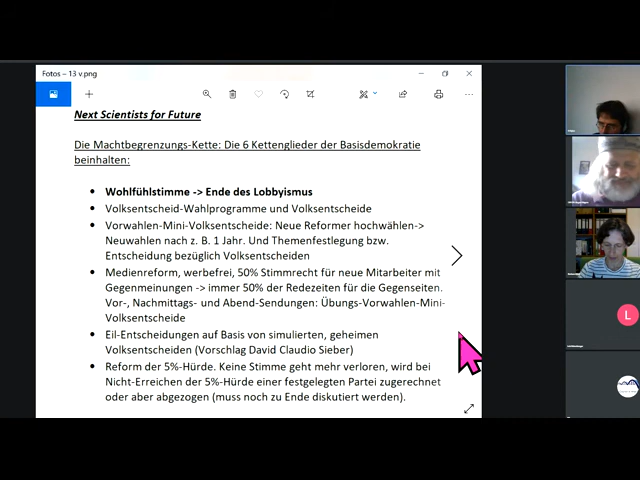 Fotos – 13 v.png
Next Scientists for Future
Die Machtbegrenzungs-Kette: Die 6 Kettenglieder der Basisdemokratie
beinhalten:
Wohlfühlstimme -> Ende des Lobbyismus
Volksentscheid-Wahlprogramme und Volksentscheide
Vorwahlen-Mini-Volksentscheide: Neue Reformer hochwählen->
Neuwahlen nach z. B. 1 Jahr. Und Themenfestlegung bzw.
Entscheidung bezüglich Volksentscheiden
Medienreform, werbefrei, 50% Stimmrecht für neue Mitarbeiter mit
Gegenmeinungen -> immer 50% der Redezeiten für die Gegenseiten.
Vor-, Nachmittags- und Abend-Sendungen: Übungs-Vorwahlen-Mini-
Volksentscheide
Eil-Entscheidungen auf Basis von simulierten, geheimen
Volksentscheiden (Vorschlag David Claudio Sieber)
Reform der 5%-Hürde. Keine Stimme geht mehr verloren, wird bei
Nicht-Erreichen der 5%-Hürde einer festgelegten Partei zugerechnet
oder aber abgezogen (muss noch zu Ende diskutiert werden).
L